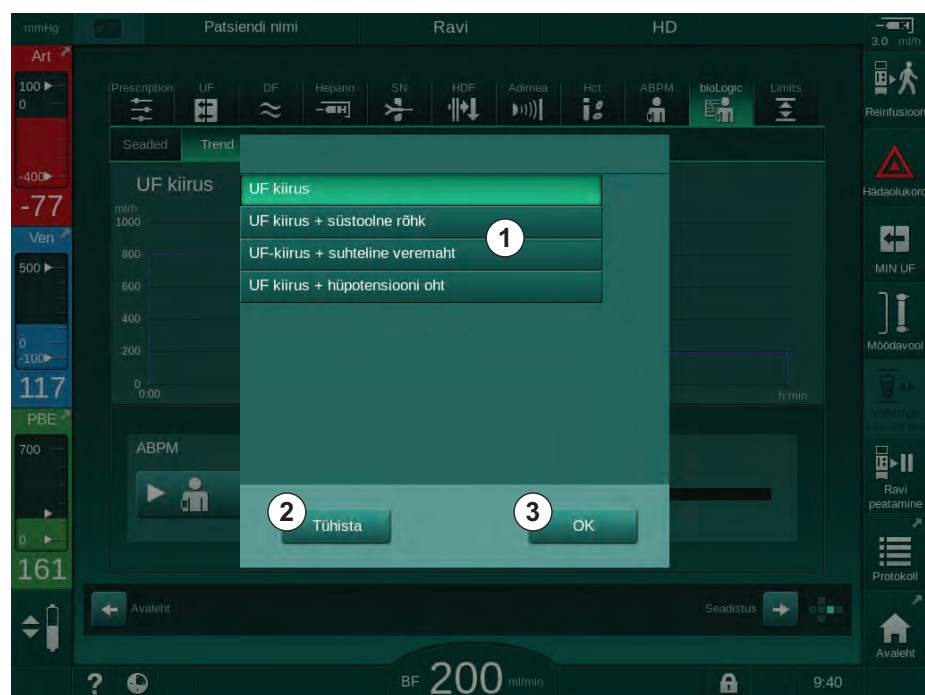 mmHg
Patsiendi nimi Ravi HD
3.0 ml/h
Art
100
0
-400
-77
Ven
500
0
-100
117
PBE
700
0
161
Prescription UF DF Heparin SN HDF Adimea Hct ABPM bioLogic Limits
Seaded Trend
UF kiirus
ml/h
1000
800
600
400
200
0
0:00
h:min
UF kiirus
UF kiirus + süstoolne rõhk
UF-kiirus + suhteline veremaht
UF kiirus + hüpotensiooni oht
1
ABPM
2
Tühista
3
OK
Avaleht
Seadistus
Reinfusioon
Hädaolukord
MIN UF
Möödavool
Ravi
peatamine
Protokoll
Avaleht
?
BF 200 ml/min
9:40